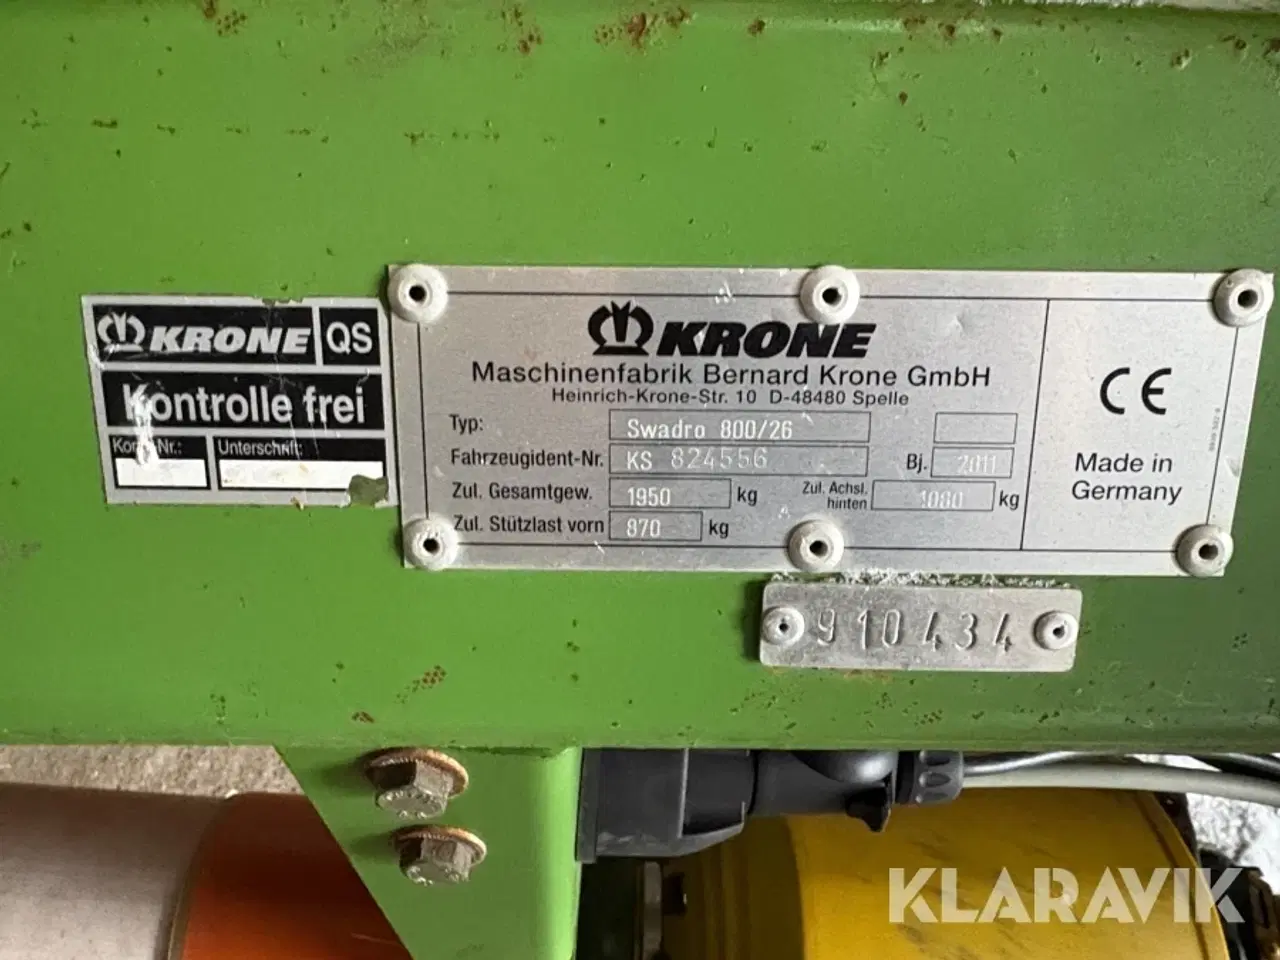 KRONE QS
Kontrolle frei
Kontr.-Nr.: Unterschrift:
KRONE
Maschinenfabrik Bernard Krone GmbH
Heinrich-Krone-Str. 10 D-48480 Spelle
Typ: Swadro 800/26
Fahrzeugident-Nr. KS 824556 Bj. 2011
Zul. Gesamtgew. 1950 kg Zul. Achsl. hinten 1080 kg
Zul. Stützlast vorn 870 kg
CE
Made in
Germany
910434
KLARAVIK